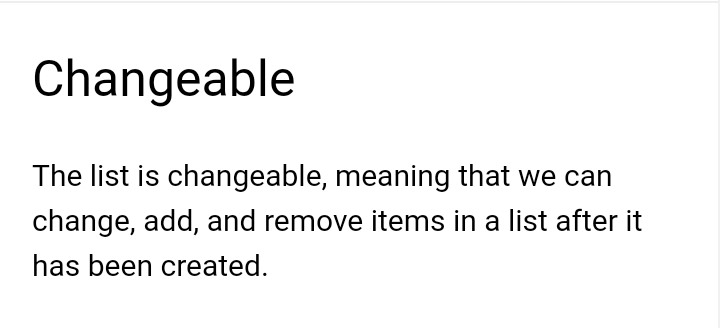 Changeable
The list is changeable, meaning that we can
change, add, and remove items in a list after it
has been created.